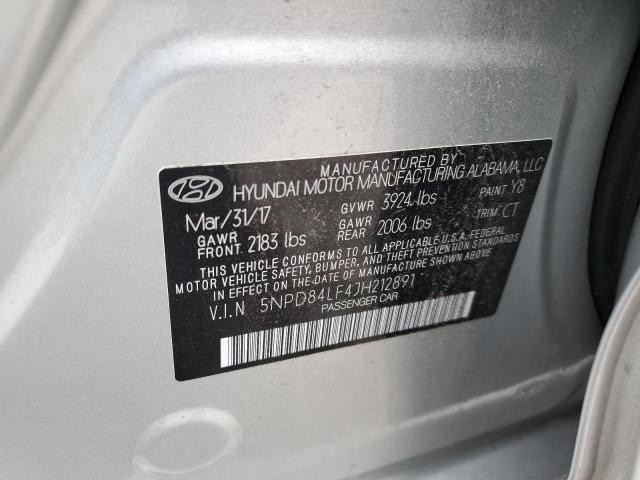 MANUFACTURED BY
HYUNDAI MOTOR MANUFACTURING ALABAMA, LLC
Mar/31/17 GVWR 3924 lbs PAINT Y8
GAWR FRONT 2183 lbs GAWR REAR 2006 lbs TRIM CT
THIS VEHICLE CONFORMS TO ALL APPLICABLE U.S.A. FEDERAL
MOTOR VEHICLE SAFETY, BUMPER, AND THEFT PREVENTION STANDARDS
IN EFFECT ON THE DATE OF MANUFACTURE SHOWN ABOVE.
V.I.N 5NPD84LF4JH212891
PASSENGER CAR